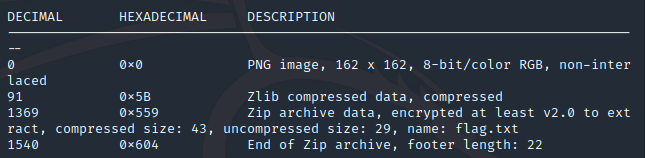 DECIMAL       HEXADECIMAL     DESCRIPTION
--------------------------------------------------------------------------------
--
0             0x0             PNG image, 162 x 162, 8-bit/color RGB, non-inter
laced
91            0x5B            Zlib compressed data, compressed
1369          0x559           Zip archive data, encrypted at least v2.0 to ext
ract, compressed size: 43, uncompressed size: 29, name: flag.txt
1540          0x604           End of Zip archive, footer length: 22